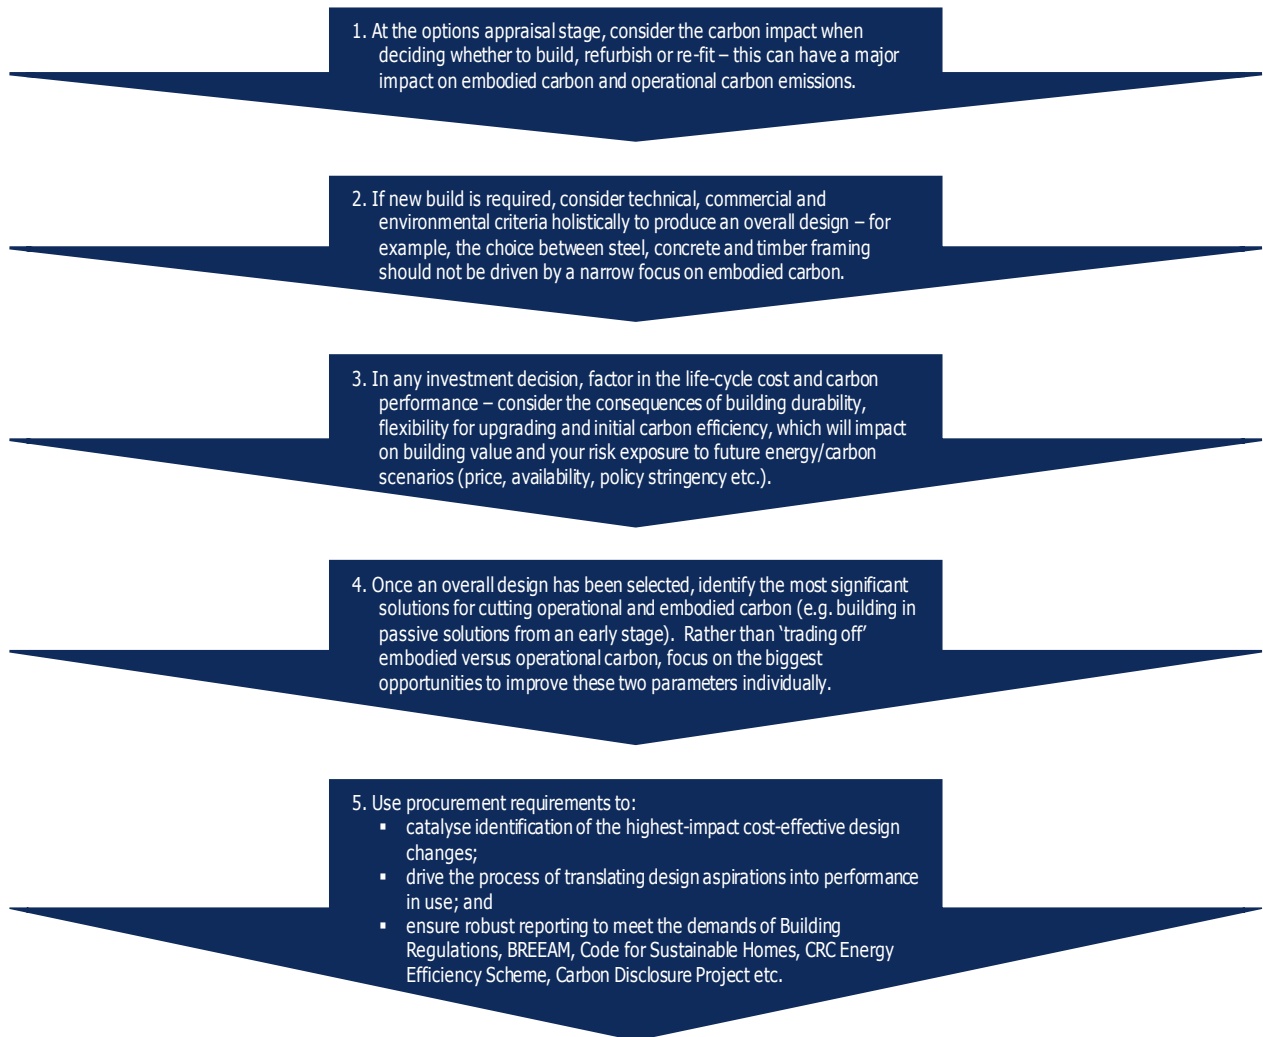 1. At the options appraisal stage, consider the carbon impact when
deciding whether to build, refurbish or re-fit – this can have a major
impact on embodied carbon and operational carbon emissions.
2. If new build is required, consider technical, commercial and
environmental criteria holistically to produce an overall design – for
example, the choice between steel, concrete and timber framing
should not be driven by a narrow focus on embodied carbon.
3. In any investment decision, factor in the life-cycle cost and carbon
performance – consider the consequences of building durability,
flexibility for upgrading and initial carbon efficiency, which will impact
on building value and your risk exposure to future energy/carbon
scenarios (price, availability, policy stringency etc.).
4. Once an overall design has been selected, identify the most significant
solutions for cutting operational and embodied carbon (e.g. building in
passive solutions from an early stage). Rather than ‘trading off’
embodied versus operational carbon, focus on the biggest
opportunities to improve these two parameters individually.
5. Use procurement requirements to:
▪ catalyse identification of the highest-impact cost-effective design
changes;
▪ drive the process of translating design aspirations into performance
in use; and
▪ ensure robust reporting to meet the demands of Building
Regulations, BREEAM, Code for Sustainable Homes, CRC Energy
Efficiency Scheme, Carbon Disclosure Project etc.